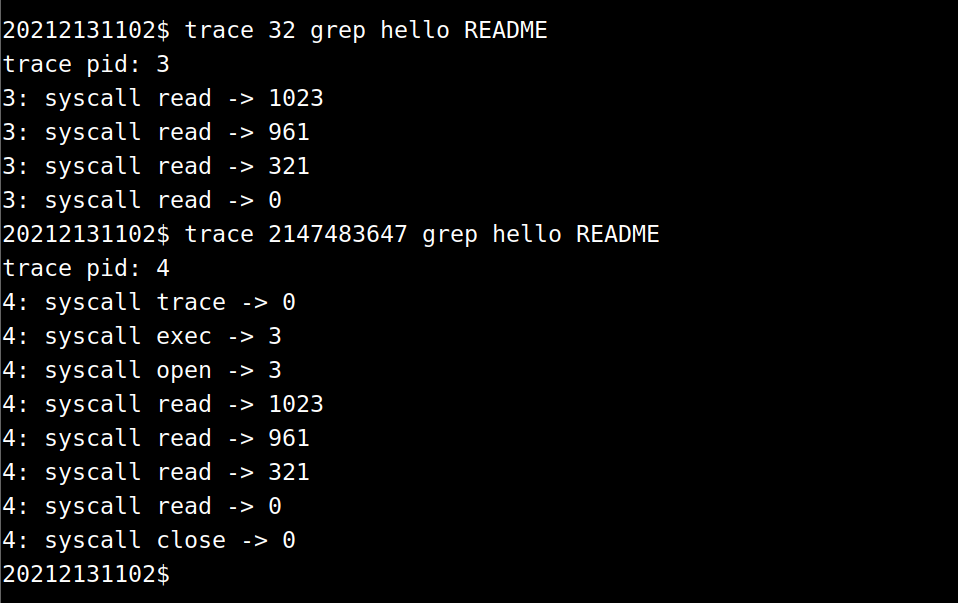 20212131102$ trace 32 grep hello README
trace pid: 3
3: syscall read -> 1023
3: syscall read -> 961
3: syscall read -> 321
3: syscall read -> 0
20212131102$ trace 2147483647 grep hello README
trace pid: 4
4: syscall trace -> 0
4: syscall exec -> 3
4: syscall open -> 3
4: syscall read -> 1023
4: syscall read -> 961
4: syscall read -> 321
4: syscall read -> 0
4: syscall close -> 0
20212131102$